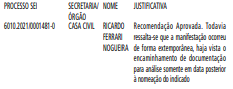 PROCESSO SEI SECRETARIA/ NOME JUSTIFICATIVA
ÓRGÃO
6010.2021/0001481-0 CASA CIVIL RICARDO Recomendação Aprovada. Todavia
FERRARI ressalta-se que a manifestação ocorreu
NOGUEIRA de forma extemporânea, haja vista o
encaminhamento de documentação
para análise somente em data posterior
à nomeação do indicado